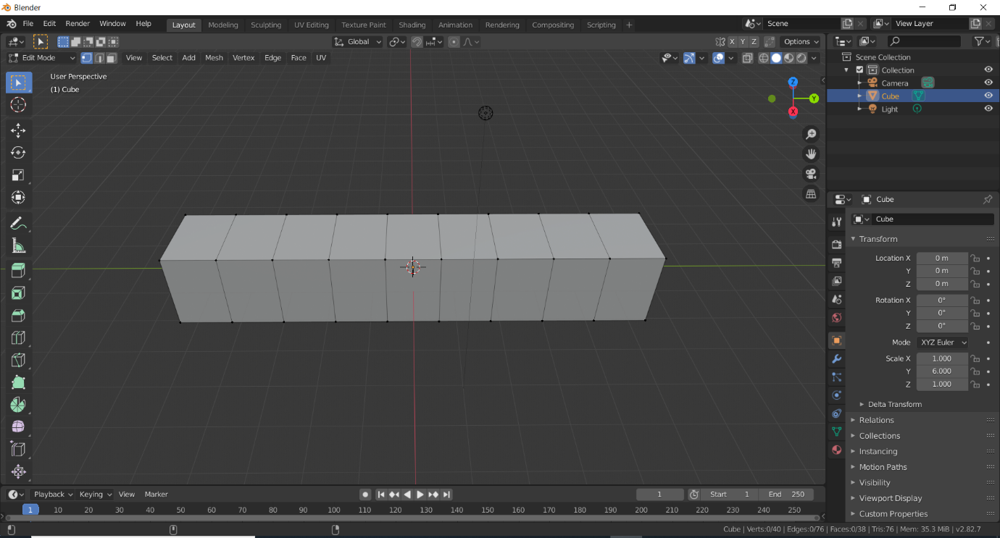 Blender
File Edit Render Window Help Layout Modeling Sculpting UV Editing Texture Paint Shading Animation Rendering Compositing Scripting + Scene View Layer
Global X Y Z Options
Edit Mode View Select Add Mesh Vertex Edge Face UV
User Perspective
(1) Cube
Z
Y
X
Scene Collection
Collection
Camera
Cube
Light
Cube
Cube
Transform
Location X 0 m
Y 0 m
Z 0 m
Rotation X 0°
Y 0°
Z 0°
Mode XYZ Euler
Scale X 1.000
Y 6.000
Z 1.000
Delta Transform
Relations
Collections
Instancing
Motion Paths
Visibility
Viewport Display
Custom Properties
Playback Keying View Marker 1 Start 1 End 250
1 10 20 30 40 50 60 70 80 90 100 110 120 130 140 150 160 170 180 190 200 210 220 230 240 250
Cube | Verts:0/40 | Edges:0/76 | Faces:0/38 | Tris:76 | Mem: 35.3 MiB | v2.82.7